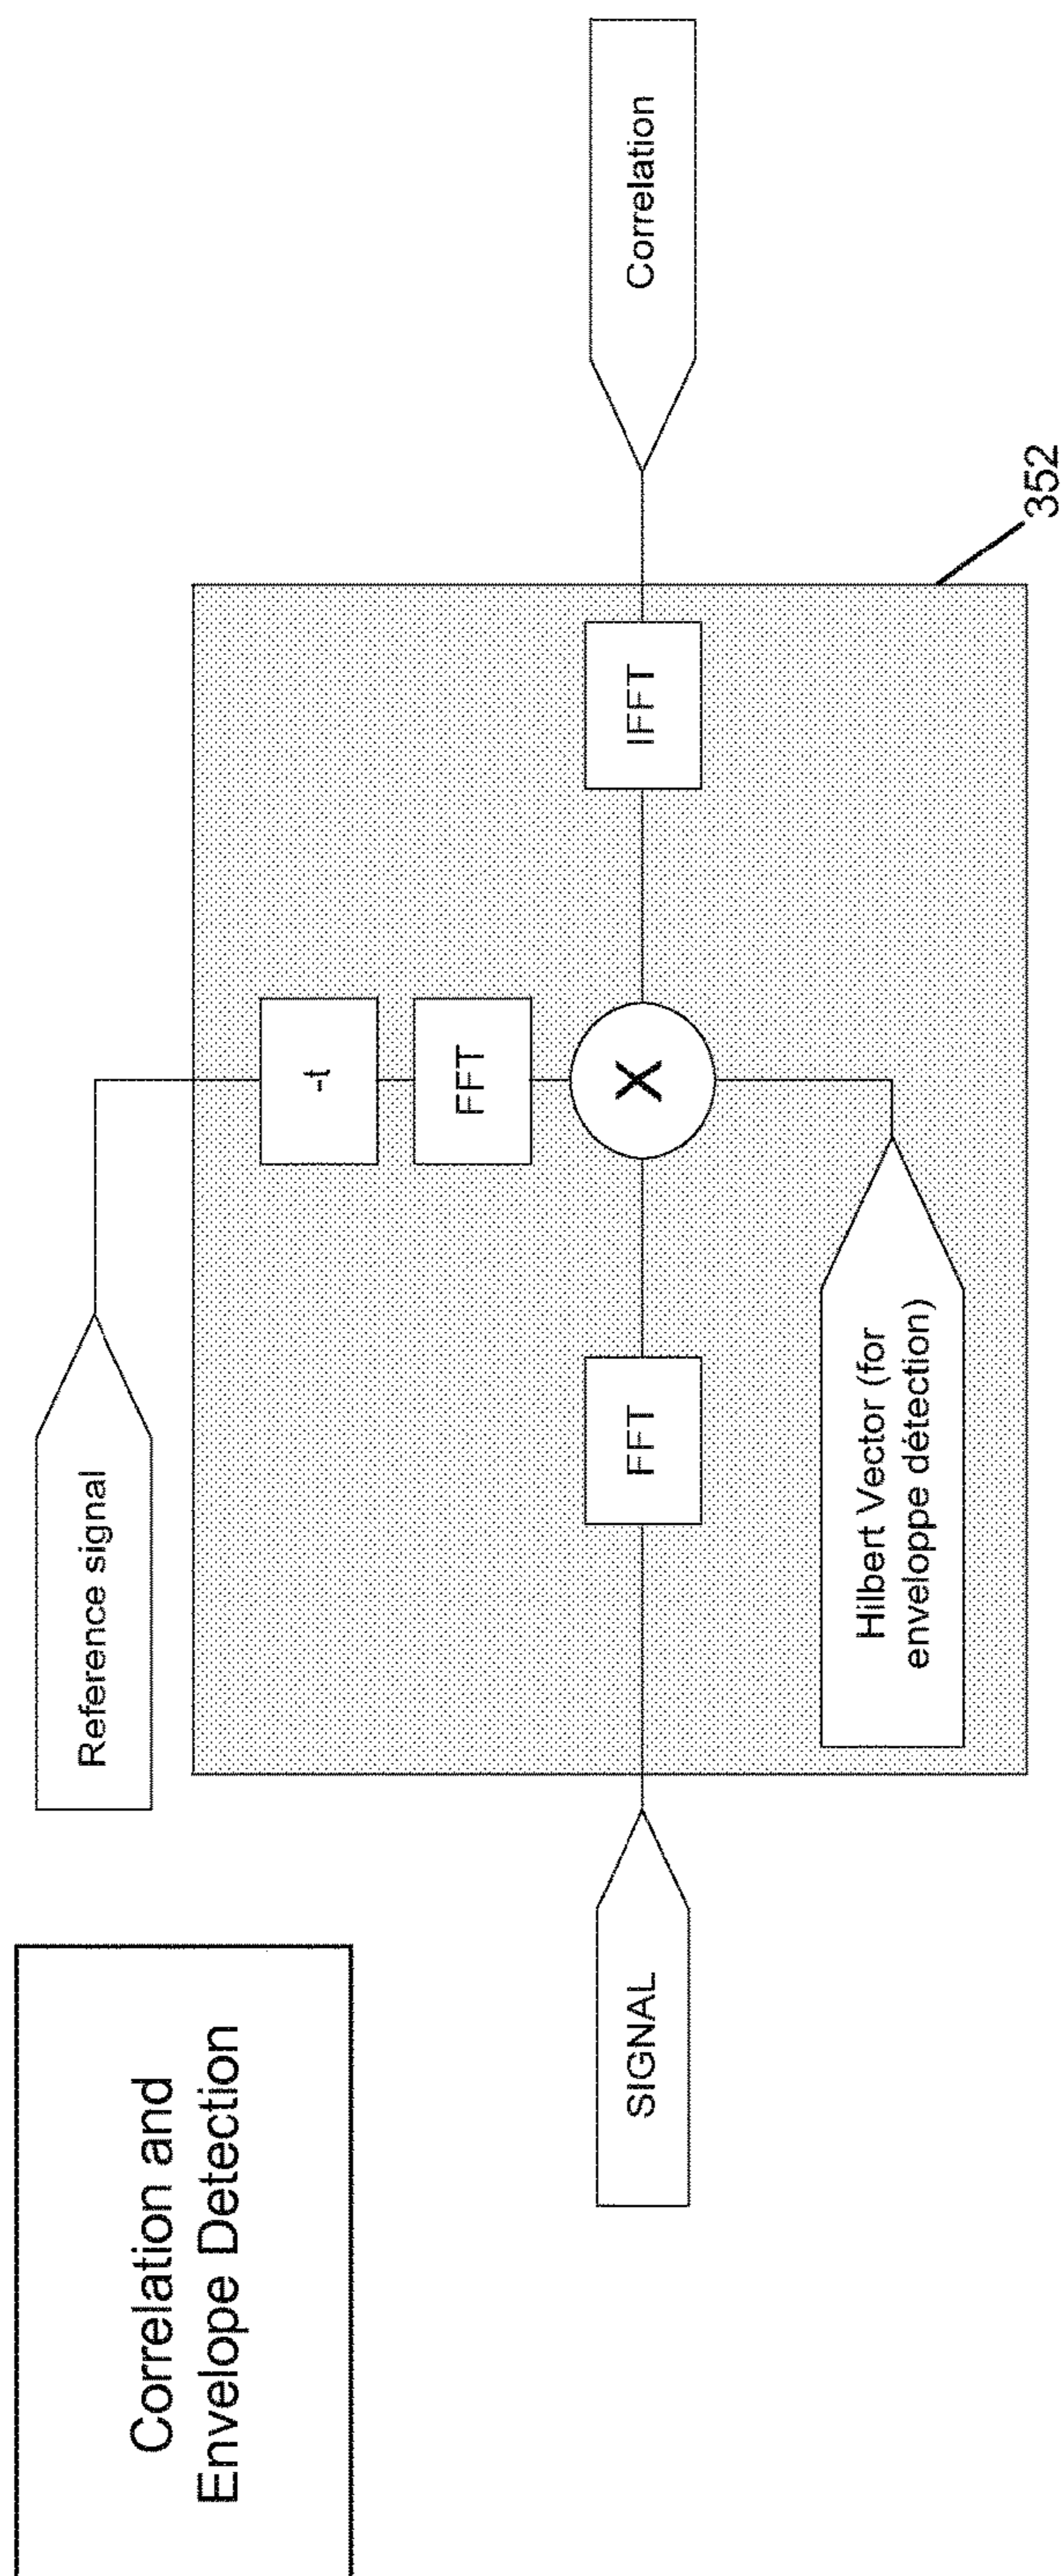 Correlation and
Envelope Detection
Reference signal
-t
FFT
SIGNAL
FFT
X
IFFT
Correlation
Hilbert Vector (for
enveloppe détection)
352